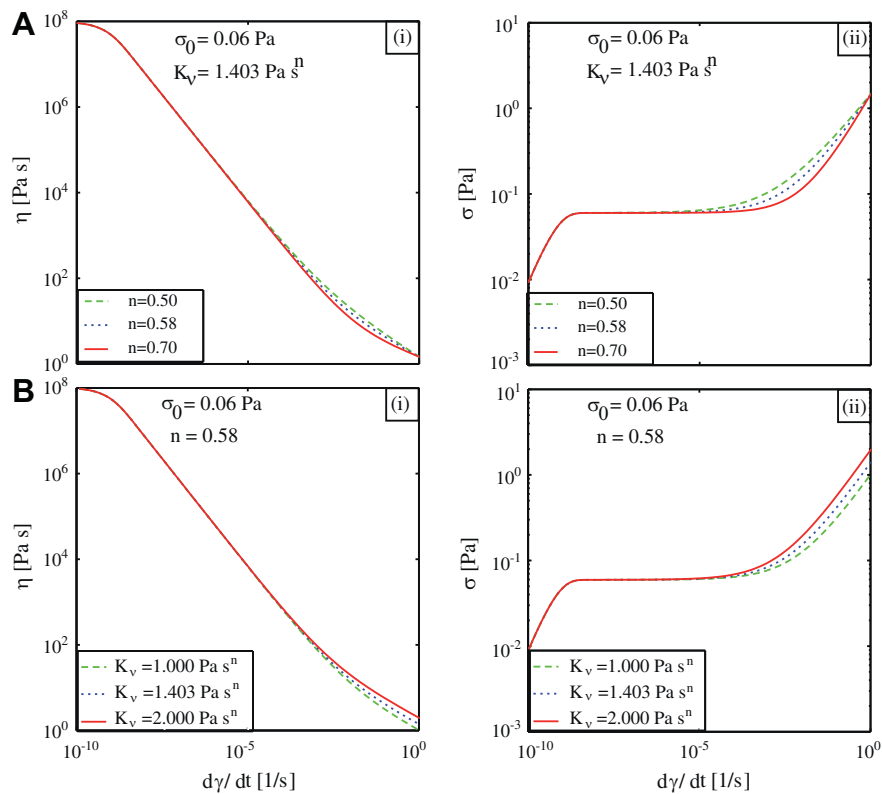 A
(i)
σ0 = 0.06 Pa
Kν = 1.403 Pa s^n
10^8
10^6
10^4
10^2
10^0
η [Pa s]
n=0.50
n=0.58
n=0.70
(ii)
σ0 = 0.06 Pa
Kν = 1.403 Pa s^n
10^1
10^0
10^-1
10^-2
10^-3
σ [Pa]
n=0.50
n=0.58
n=0.70
B
(i)
σ0 = 0.06 Pa
n = 0.58
10^8
10^6
10^4
10^2
10^0
η [Pa s]
Kν =1.000 Pa s^n
Kν =1.403 Pa s^n
Kν =2.000 Pa s^n
10^-10
10^-5
10^0
dγ/ dt [1/s]
(ii)
σ0 = 0.06 Pa
n = 0.58
10^1
10^0
10^-1
10^-2
10^-3
σ [Pa]
Kν =1.000 Pa s^n
Kν =1.403 Pa s^n
Kν =2.000 Pa s^n
10^-10
10^-5
10^0
dγ/ dt [1/s]